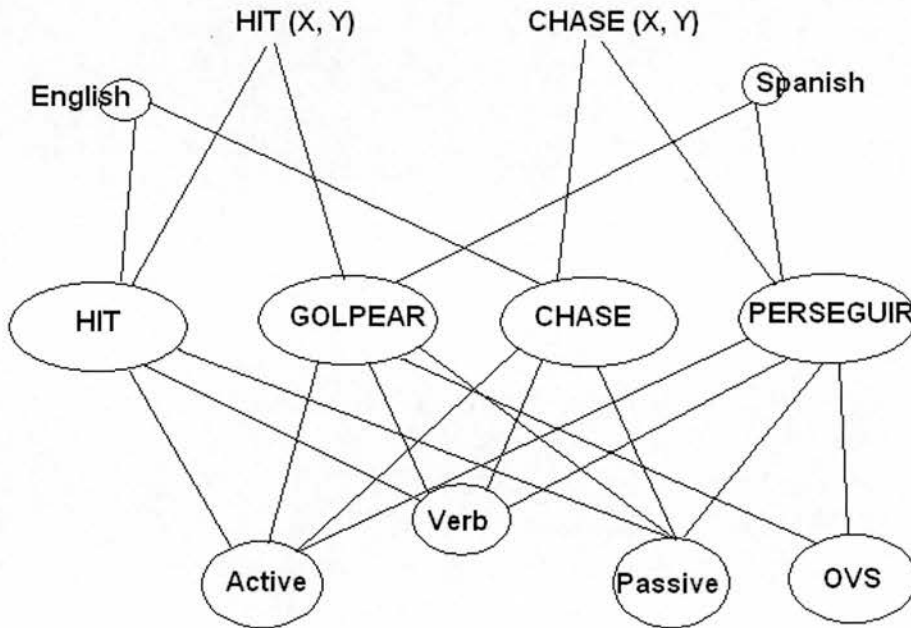 HIT (X, Y)
CHASE (X, Y)
English
Spanish
HIT
GOLPEAR
CHASE
PERSEGUIR
Verb
Active
Passive
OVS